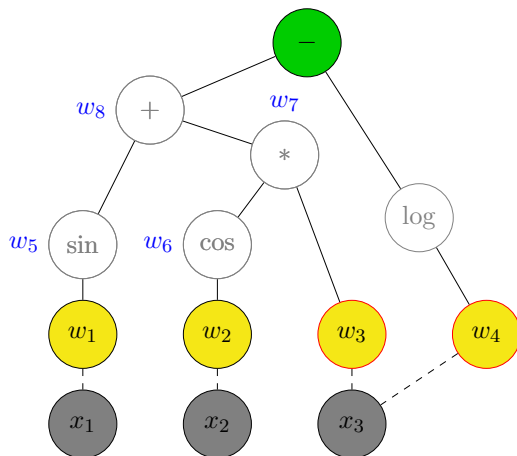 −
w₇
w₈ +
*
log
w₅ sin w₆ cos
w₁ w₂ w₃ w₄
x₁ x₂ x₃